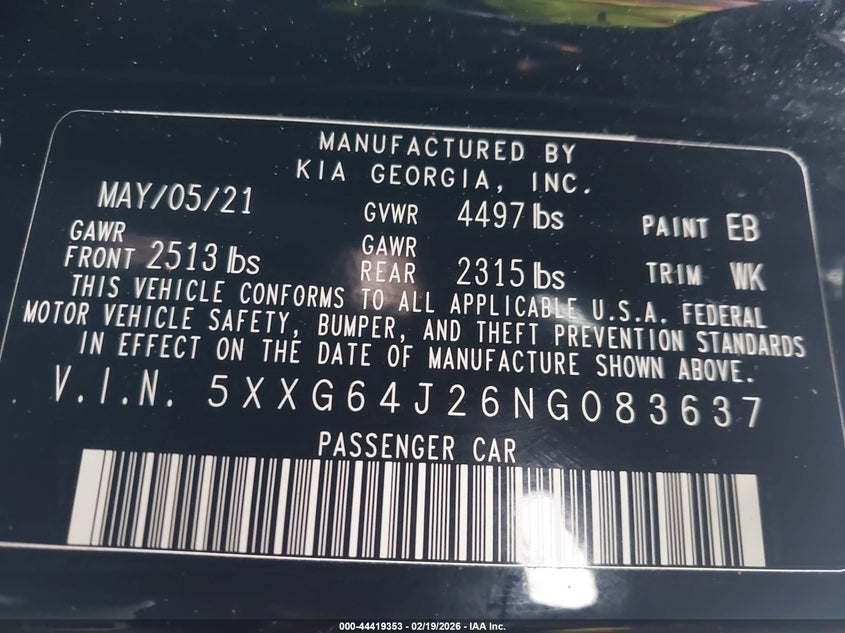 MANUFACTURED BY
KIA GEORGIA, INC.
MAY/05/21 GVWR 4497 lbs PAINT EB
GAWR FRONT 2513 lbs GAWR REAR 2315 lbs TRIM WK
THIS VEHICLE CONFORMS TO ALL APPLICABLE U.S.A. FEDERAL
MOTOR VEHICLE SAFETY, BUMPER, AND THEFT PREVENTION STANDARDS
IN EFFECT ON THE DATE OF MANUFACTURE SHOWN ABOVE.
V.I.N. 5XXG64J26NG083637
PASSENGER CAR
000-44419353 - 02/19/2026 - IAA Inc.